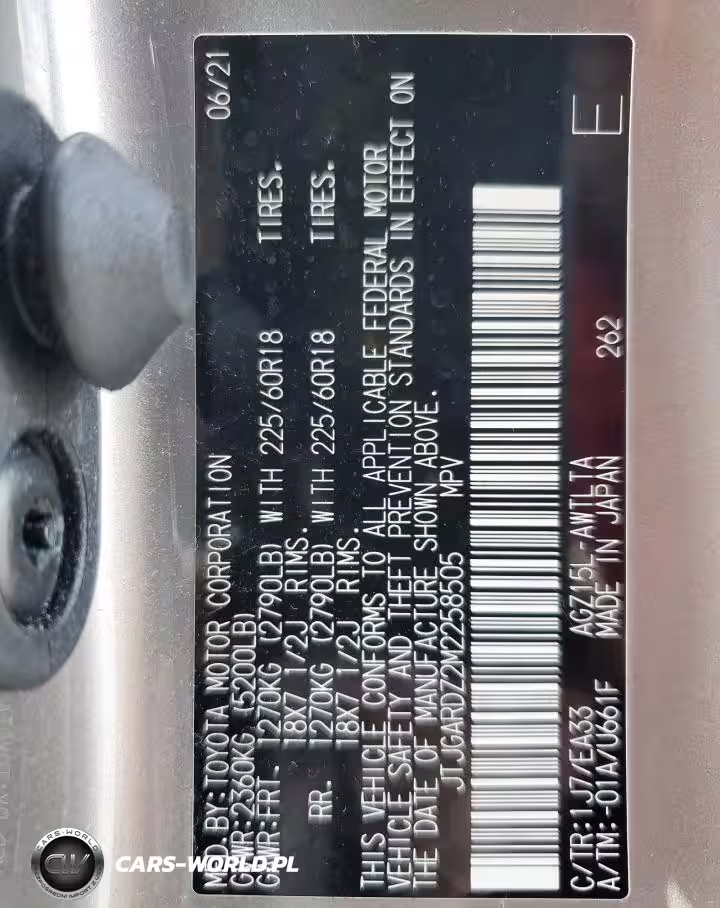 MFD. BY: TOYOTA MOTOR CORPORATION 06/21
GVWR: 2360KG (5200LB)
GAWR: FRT. 1270KG (2790LB) WITH 225/60R18 TIRES.
18X7 1/2J RIMS.
RR. 1270KG (2790LB) WITH 225/60R18 TIRES.
18X7 1/2J RIMS.
THIS VEHICLE CONFORMS TO ALL APPLICABLE FEDERAL MOTOR
VEHICLE SAFETY AND THEFT PREVENTION STANDARDS IN EFFECT ON
THE DATE OF MANUFACTURE SHOWN ABOVE.
JTJGARDZ2M2258505 MPV
E
C/TR: 1J7/EA33 AGZ15L-AWTLTA
A/TM: -01A/U661F MADE IN JAPAN 262
CARS-WORLD
CW
CARS-WORLD.PL